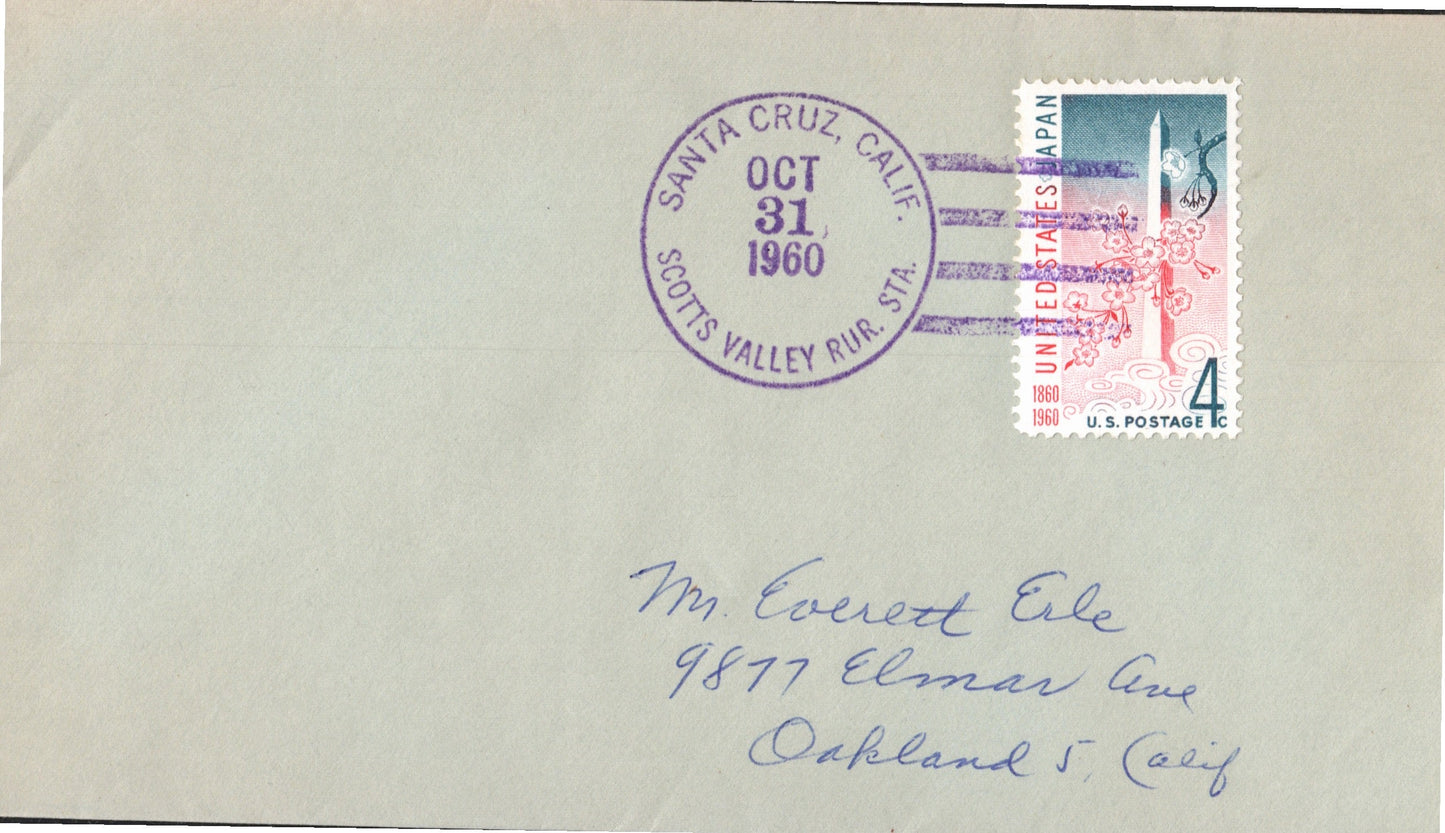 SANTA CRUZ, CALIF.
OCT
31,
1960
SCOTTS VALLEY RUR. STA.
UNITED STATES JAPAN
1860
1960
U.S. POSTAGE 4c
Mr. Everett Erle
9877 Elmar Ave
Oakland 5, Calif